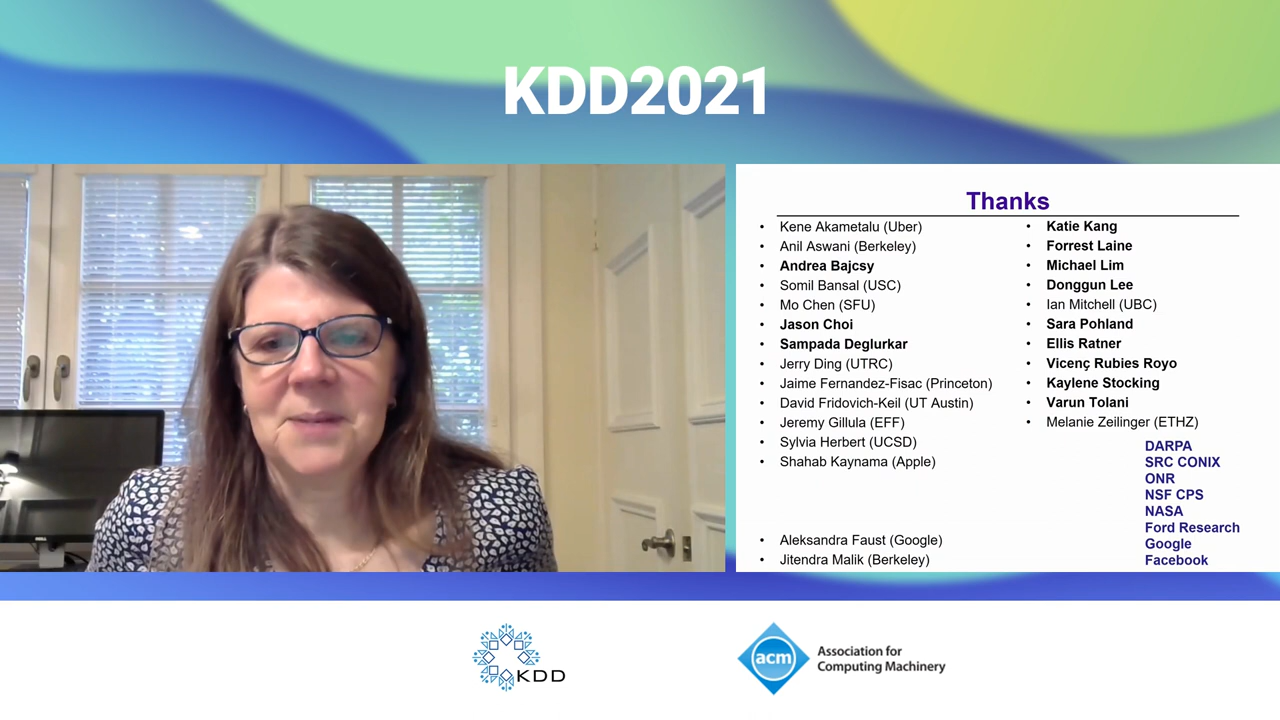 KDD2021
Thanks
• Kene Akametalu (Uber)
• Anil Aswani (Berkeley)
• Andrea Bajcsy
• Somil Bansal (USC)
• Mo Chen (SFU)
• Jason Choi
• Sampada Deglurkar
• Jerry Ding (UTRC)
• Jaime Fernandez-Fisac (Princeton)
• David Fridovich-Keil (UT Austin)
• Jeremy Gillula (EFF)
• Sylvia Herbert (UCSD)
• Shahab Kaynama (Apple)
• Aleksandra Faust (Google)
• Jitendra Malik (Berkeley)
• Katie Kang
• Forrest Laine
• Michael Lim
• Donggun Lee
• Ian Mitchell (UBC)
• Sara Pohland
• Ellis Ratner
• Vicenç Rubies Royo
• Kaylene Stocking
• Varun Tolani
• Melanie Zeilinger (ETHZ)
DARPA
SRC CONIX
ONR
NSF CPS
NASA
Ford Research
Google
Facebook
KDD
acm
Association for
Computing Machinery